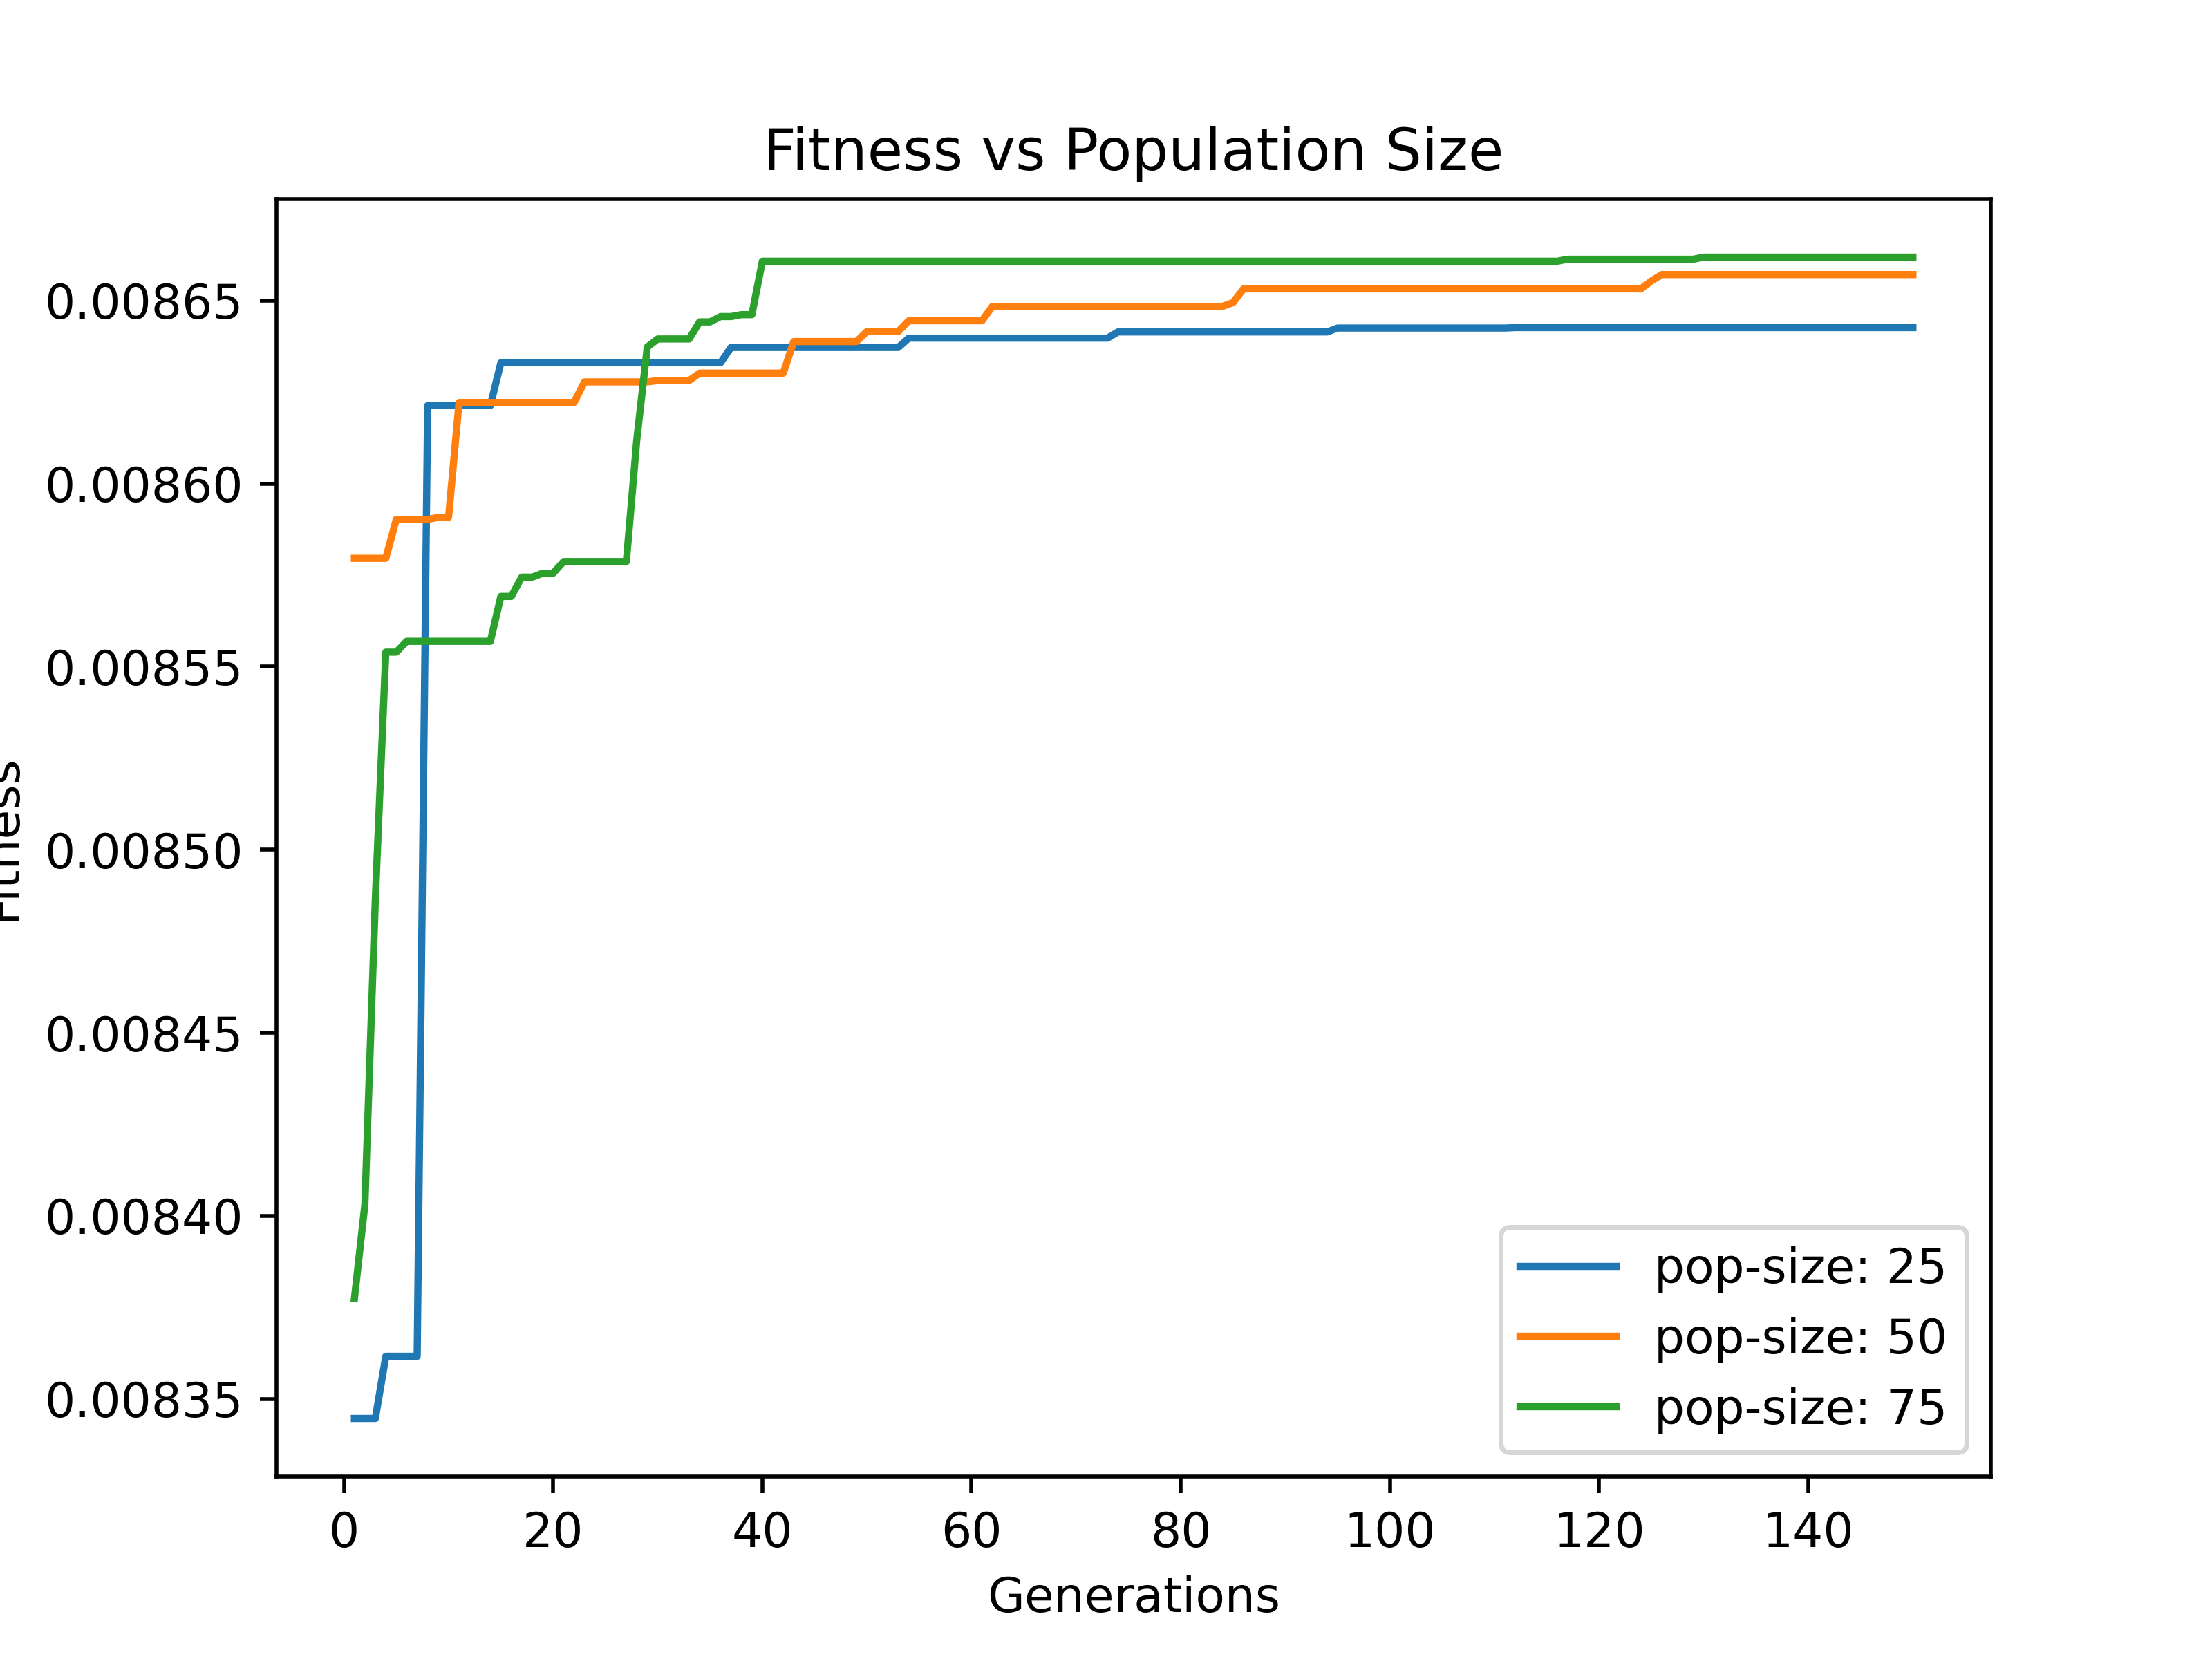 Fitness vs Population Size
Fitness
0.00865
0.00860
0.00855
0.00850
0.00845
0.00840
0.00835
0 20 40 60 80 100 120 140
Generations
pop-size: 25
pop-size: 50
pop-size: 75